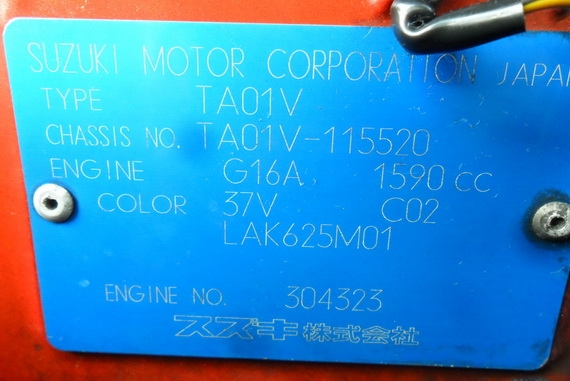 SUZUKI MOTOR CORPORATION JAPAN
TYPE TA01V
CHASSIS NO. TA01V-115520
ENGINE G16A 1590 cc
COLOR 37V C02
LAK625M01
ENGINE NO. 304323
スズキ株式会社